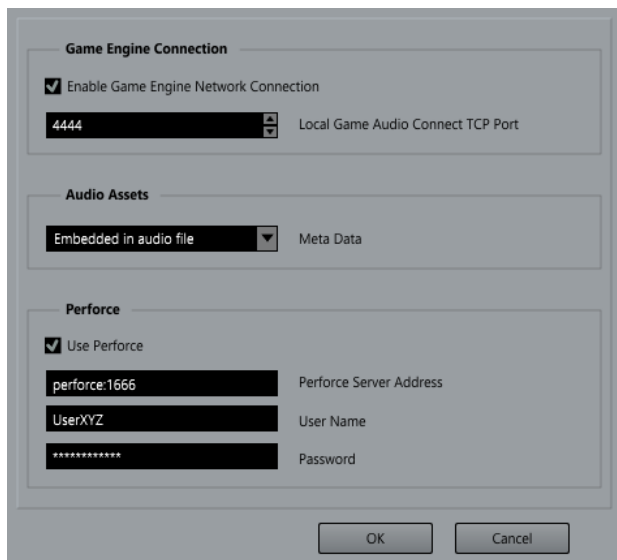 Game Engine Connection
Enable Game Engine Network Connection
4444 Local Game Audio Connect TCP Port
Audio Assets
Embedded in audio file Meta Data
Perforce
Use Perforce
perforce:1666 Perforce Server Address
UserXYZ User Name
************ Password
OK Cancel